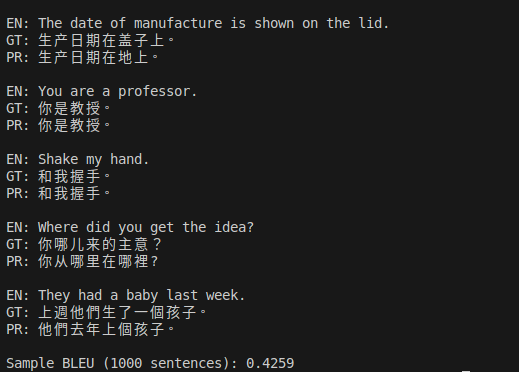 EN: The date of manufacture is shown on the lid.
GT: 生产日期在盖子上。
PR: 生产日期在地上。
EN: You are a professor.
GT: 你是教授。
PR: 你是教授。
EN: Shake my hand.
GT: 和我握手。
PR: 和我握手。
EN: Where did you get the idea?
GT: 你哪儿来的主意？
PR: 你从哪里在哪裡?
EN: They had a baby last week.
GT: 上週他們生了一個孩子。
PR: 他們去年上個孩子。
Sample BLEU (1000 sentences): 0.4259